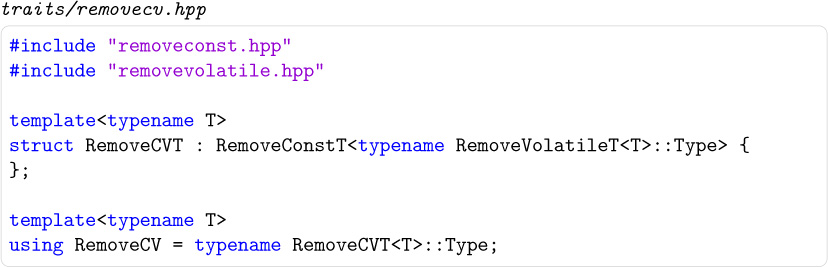 traits/removecv.hpp
#include "removeconst.hpp"
#include "removevolatile.hpp"
template<typename T>
struct RemoveCVT : RemoveConstT<typename RemoveVolatileT<T>::Type> {
};
template<typename T>
using RemoveCV = typename RemoveCVT<T>::Type;